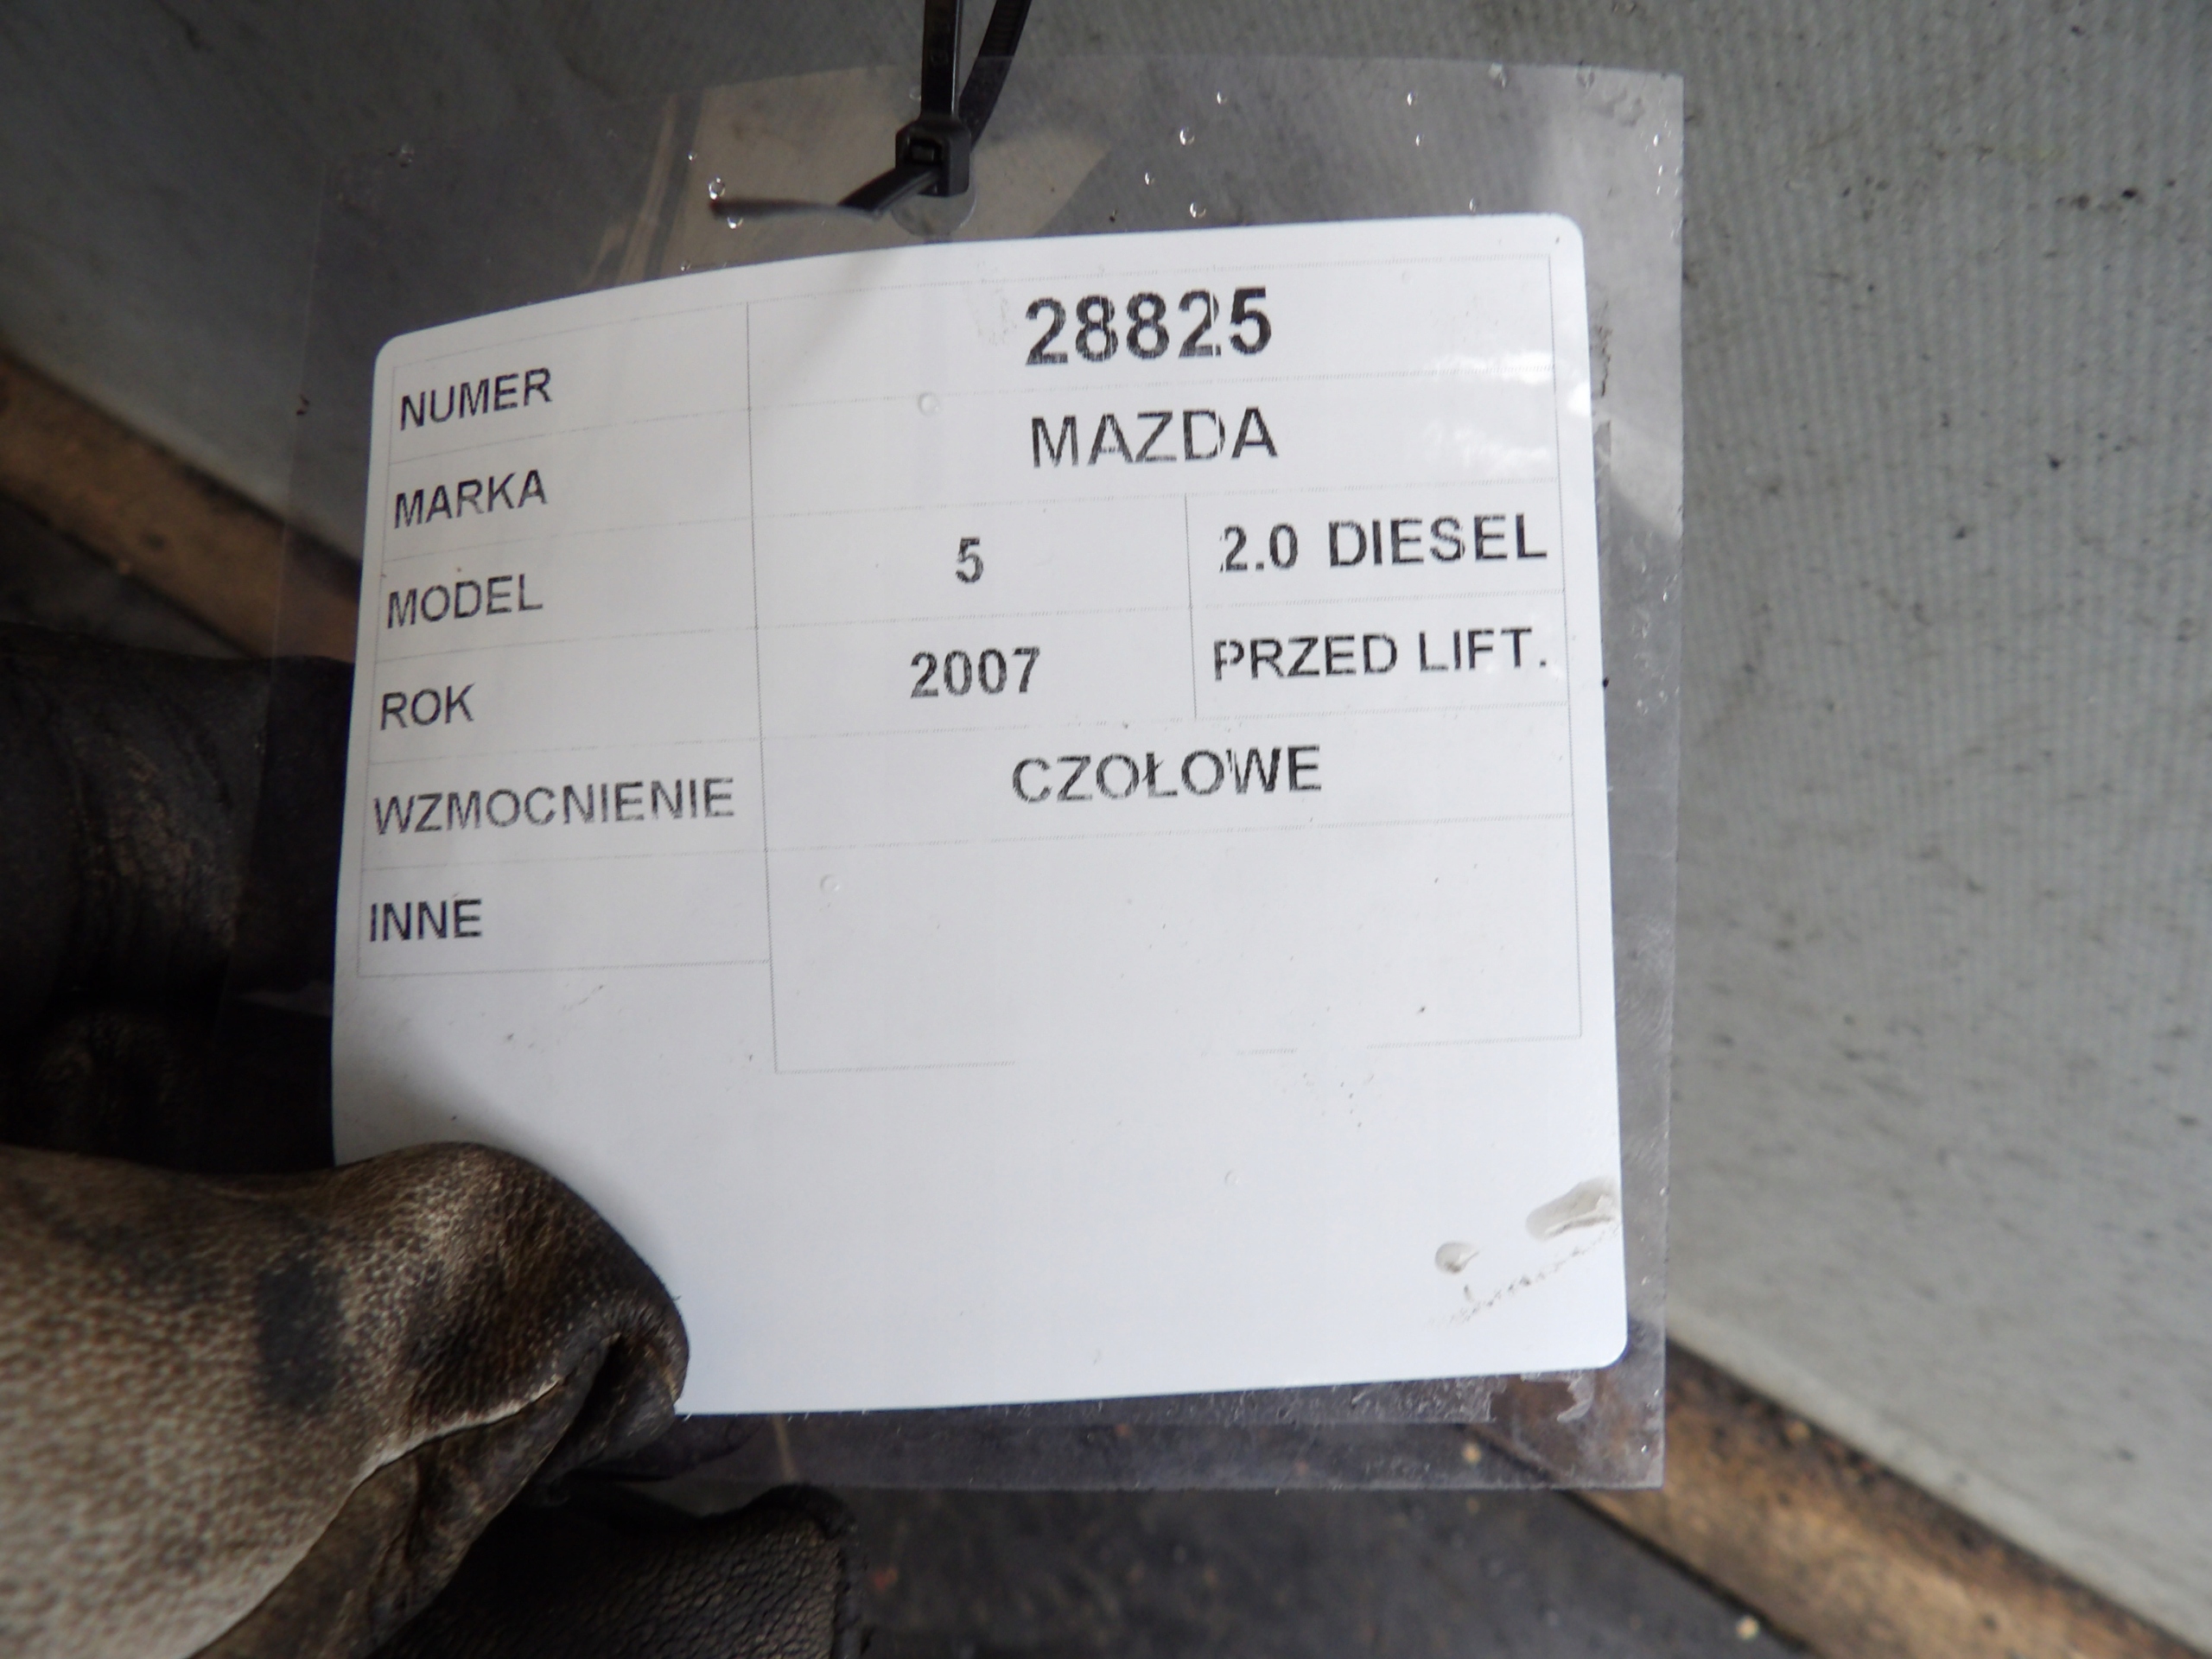 NUMER 28825
MARKA MAZDA
MODEL 5 2.0 DIESEL
ROK 2007 PRZED LIFT.
WZMOCNIENIE CZOŁOWE
INNE